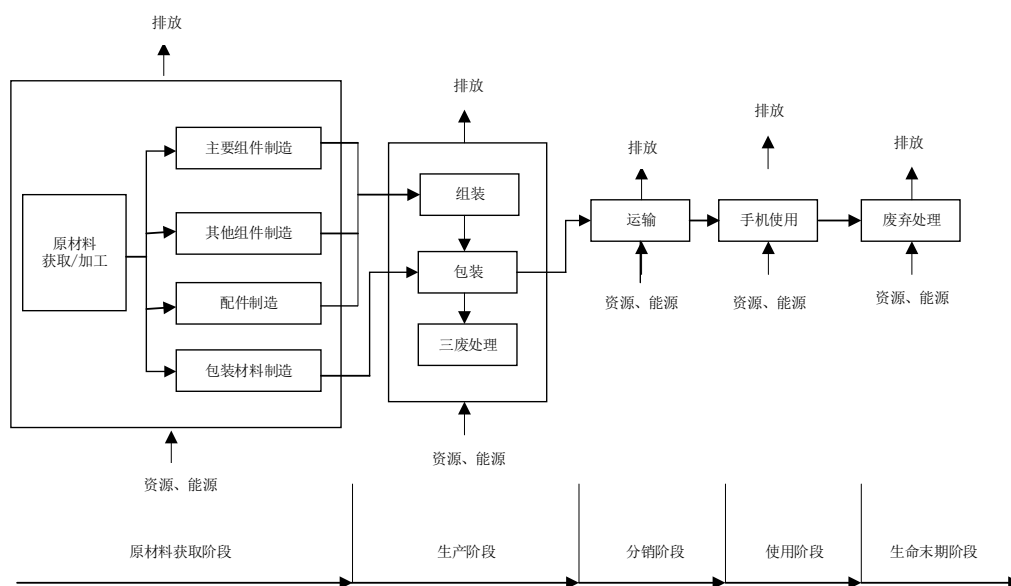 排放
主要组件制造
原材料
获取/加工
其他组件制造
配件制造
包装材料制造
资源、能源
排放
组装
包装
三废处理
资源、能源
排放
运输
资源、能源
排放
手机使用
资源、能源
排放
废弃处理
资源、能源
原材料获取阶段
生产阶段
分销阶段
使用阶段
生命末期阶段